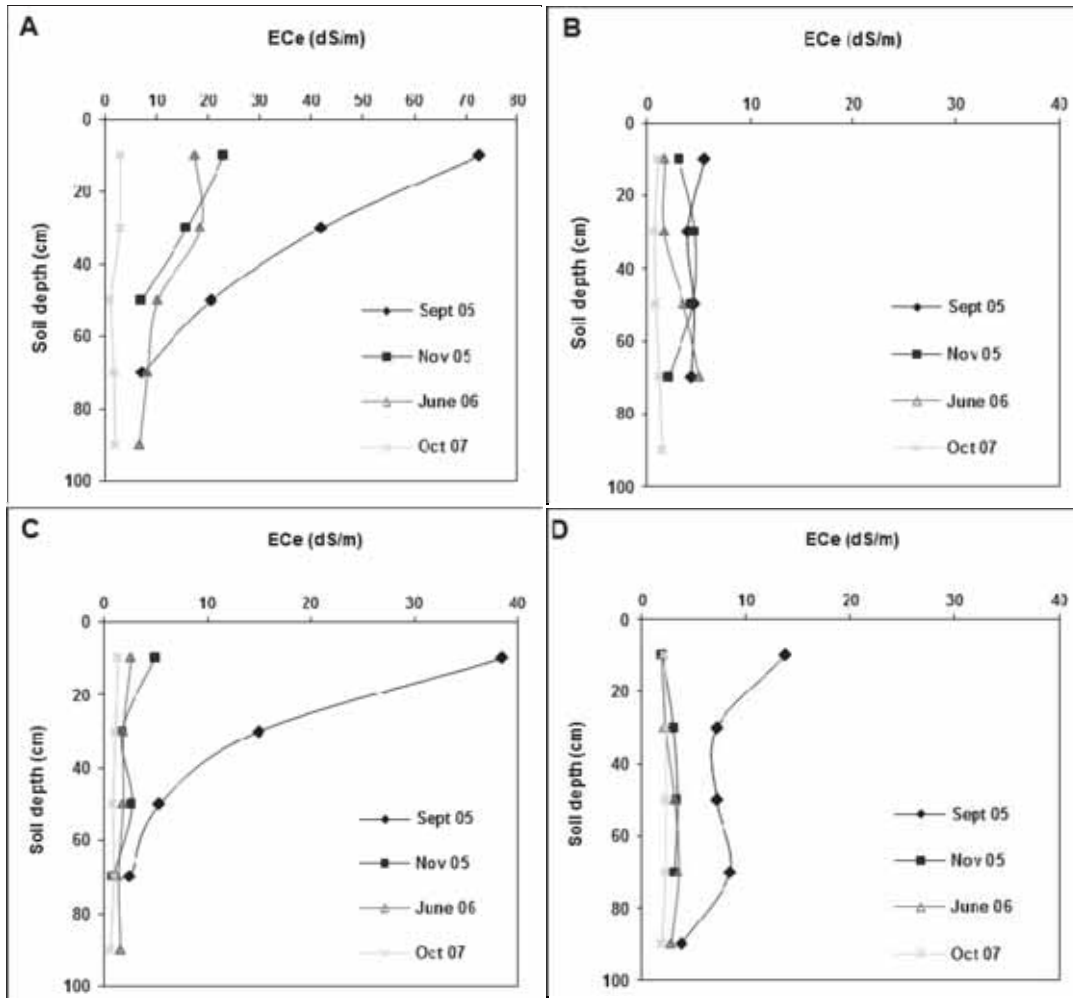 A
ECe (dS/m)
0 10 20 30 40 50 60 70 80
0
20
40
60
80
100
Soil depth (cm)
Sept 05
Nov 05
June 06
Oct 07
B
ECe (dS/m)
0 10 20 30 40
0
20
40
60
80
100
Soil depth (cm)
Sept 05
Nov 05
June 06
Oct 07
C
ECe (dS/m)
0 10 20 30 40
0
20
40
60
80
100
Soil depth (cm)
Sept 05
Nov 05
June 06
Oct 07
D
ECe (dS/m)
0 10 20 30 40
0
20
40
60
80
100
Soil depth (cm)
Sept 05
Nov 05
June 06
Oct 07